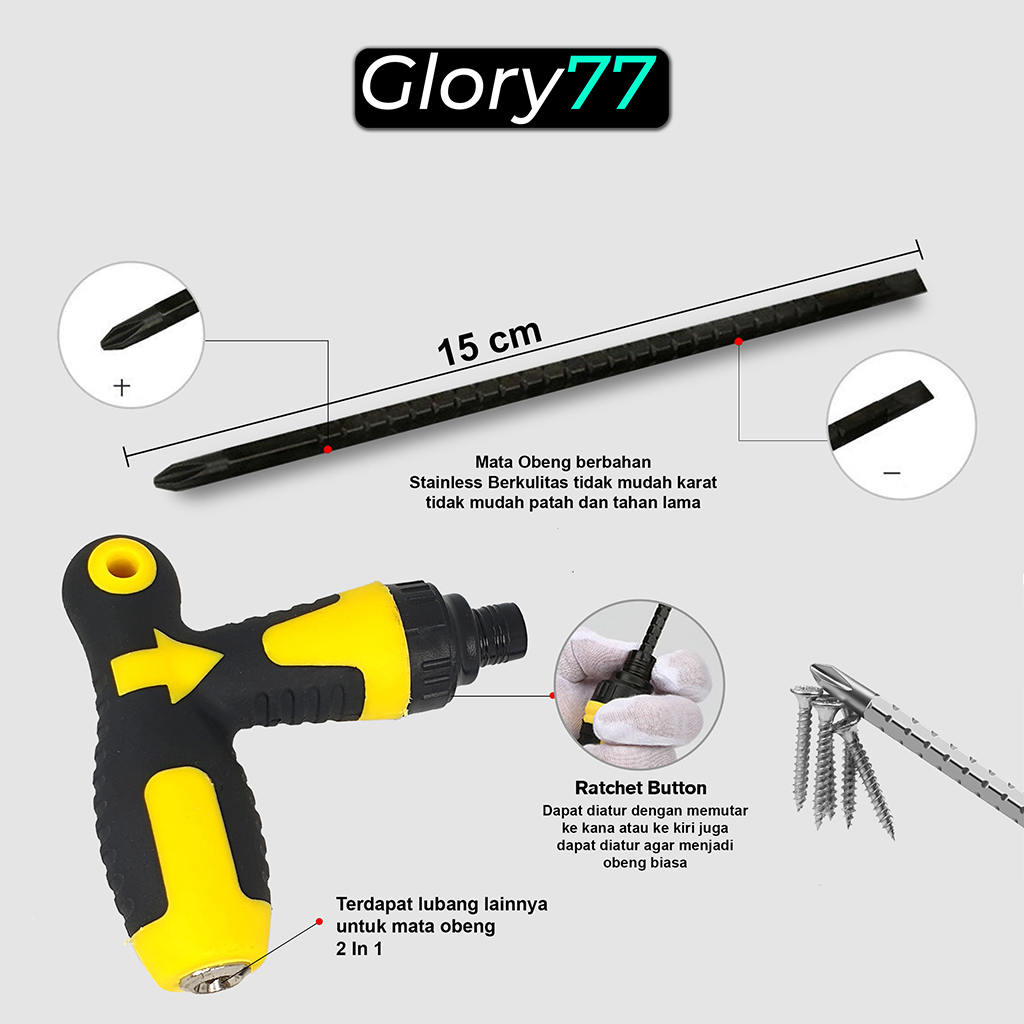 Glory77
15 cm
+
−
Mata Obeng berbahan
Stainless Berkulitas tidak mudah karat
tidak mudah patah dan tahan lama
Ratchet Button
Dapat diatur dengan memutar
ke kana atau ke kiri juga
dapat diatur agar menjadi
obeng biasa
Terdapat lubang lainnya
untuk mata obeng
2 In 1